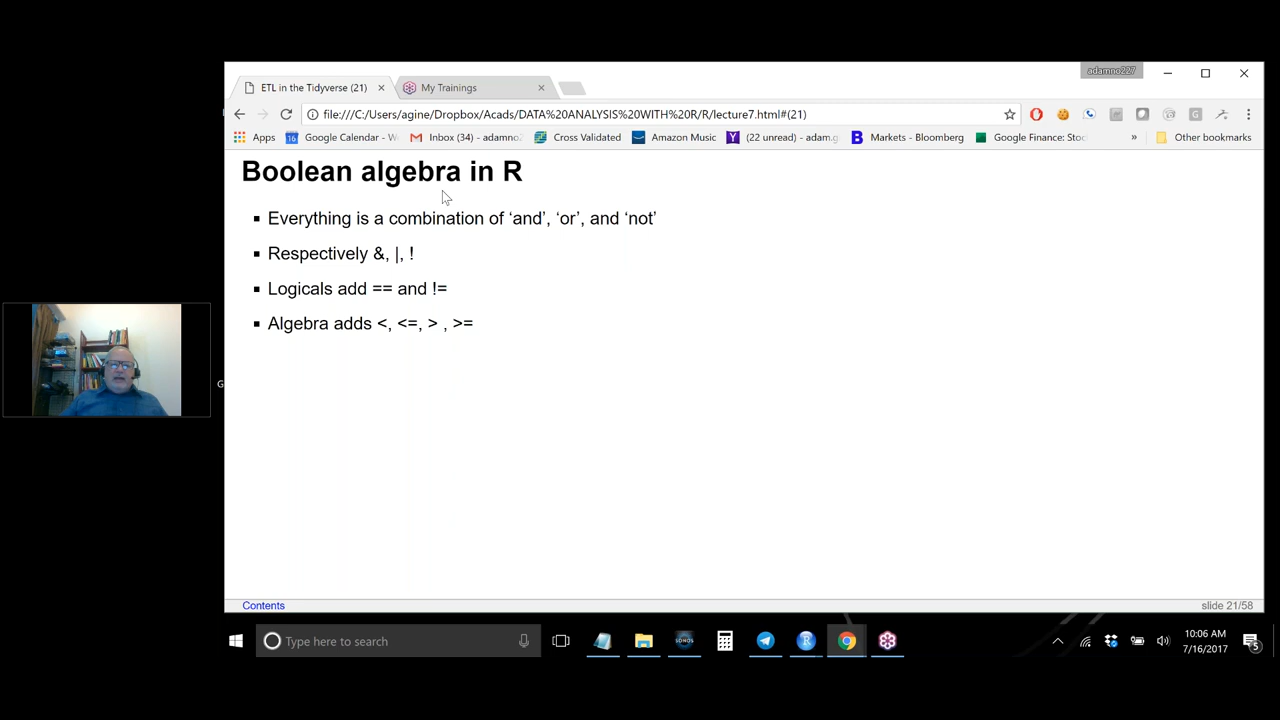 adamno227
ETL in the Tidyverse (21)
My Trainings
file:///C:/Users/agine/Dropbox/Acads/DATA%20ANALYSIS%20WITH%20R/R/lecture7.html#(21)
Apps
Google Calendar - W
Inbox (34) - adamno
Cross Validated
Amazon Music
(22 unread) - adam.g
Markets - Bloomberg
Google Finance: Stoc
»
Other bookmarks
Boolean algebra in R
▪ Everything is a combination of ‘and’, ‘or’, and ‘not’
▪ Respectively &, |, !
▪ Logicals add == and !=
▪ Algebra adds <, <=, > , >=
G
Contents
slide 21/58
Type here to search
SONOS
10:06 AM
7/16/2017
5